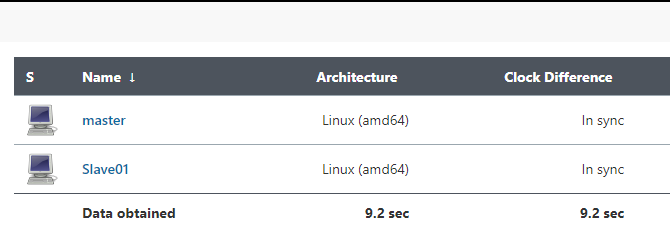 S Name ↓ Architecture Clock Difference
master Linux (amd64) In sync
Slave01 Linux (amd64) In sync
Data obtained 9.2 sec 9.2 sec